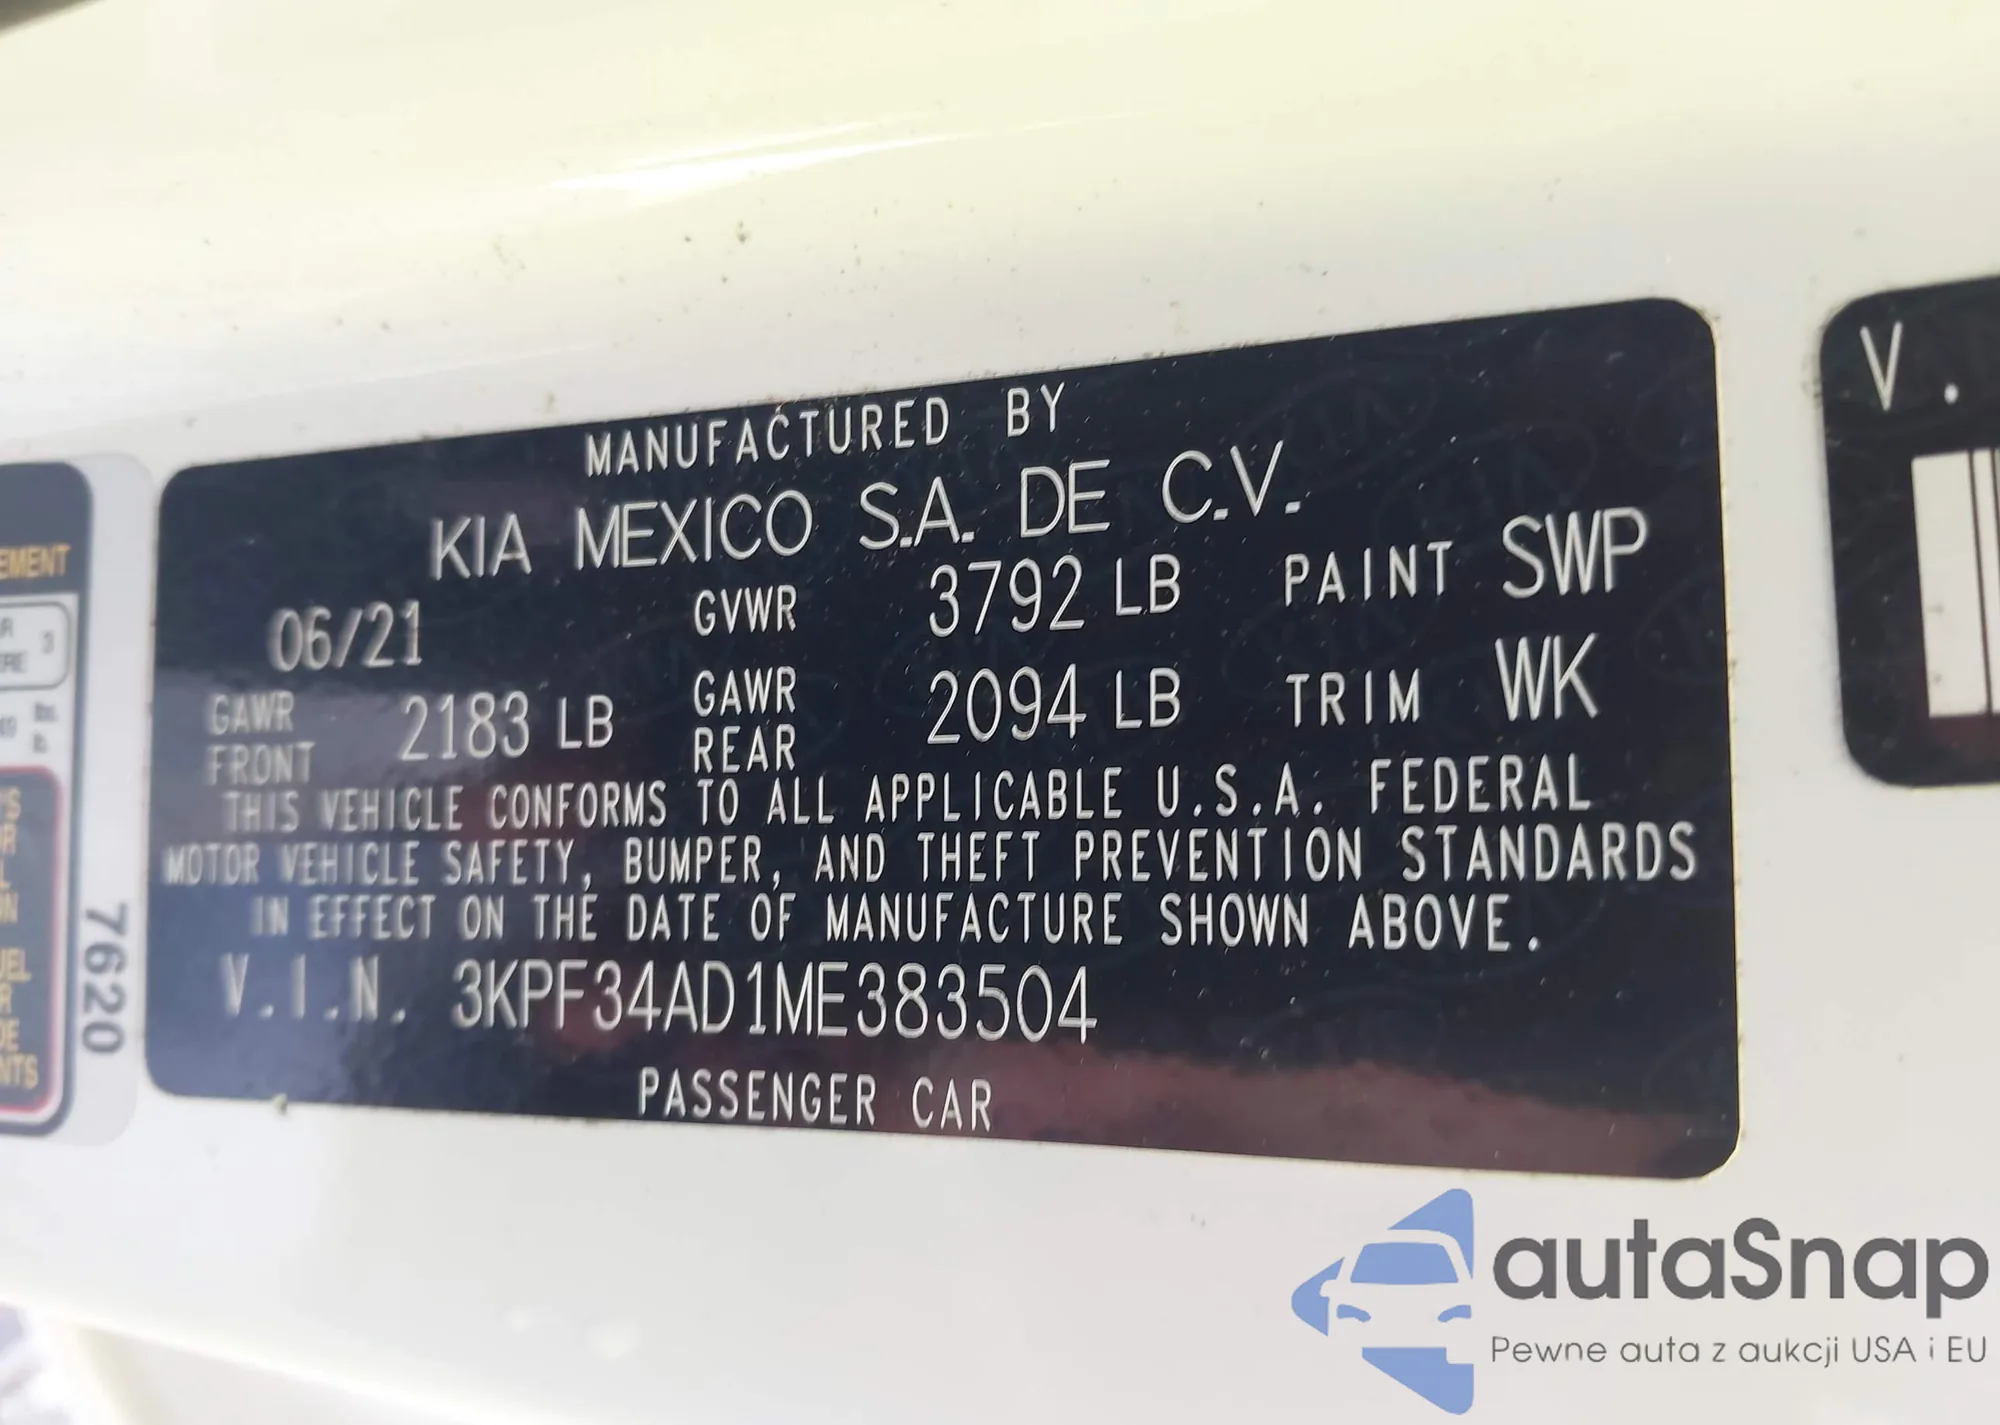 MANUFACTURED BY
KIA MEXICO S.A. DE C.V.
06/21 GVWR 3792 LB PAINT SWP
GAWR FRONT 2183 LB GAWR REAR 2094 LB TRIM WK
THIS VEHICLE CONFORMS TO ALL APPLICABLE U.S.A. FEDERAL
MOTOR VEHICLE SAFETY, BUMPER, AND THEFT PREVENTION STANDARDS
IN EFFECT ON THE DATE OF MANUFACTURE SHOWN ABOVE.
V.I.N. 3KPF34AD1ME383504
PASSENGER CAR
7620
V.
autaSnap
Pewne auta z aukcji USA i EU